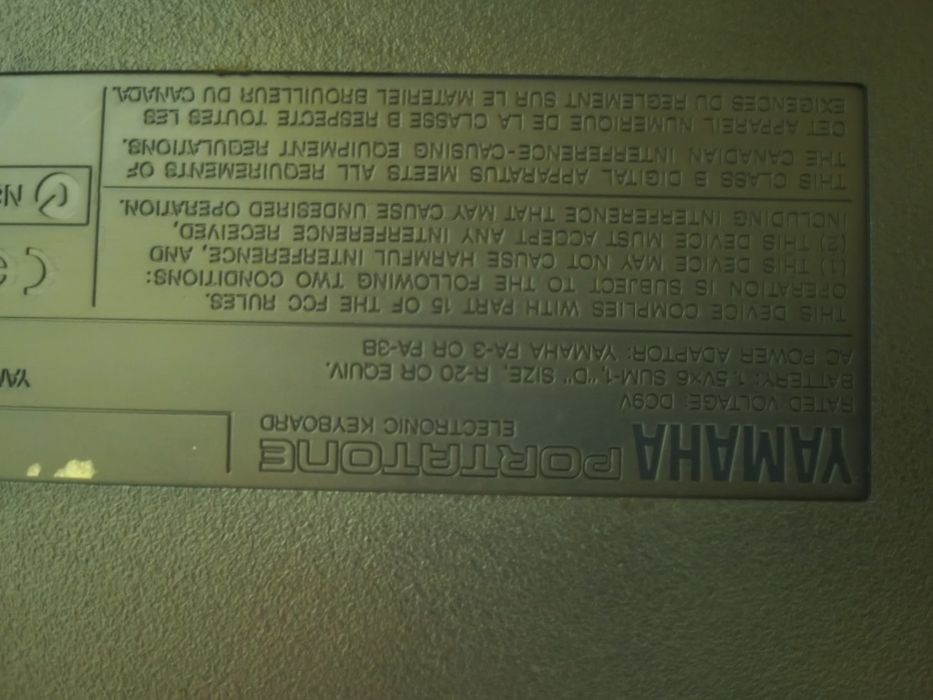 YAMAHA PORTATONE
ELECTRONIC KEYBOARD
RATED VOLTAGE: DC9V
BATTERY: 1.5V×6 SUM-1,"D" SIZE, R-20 OR EQUIV.
AC POWER ADAPTOR: YAMAHA PA-3 OR PA-3B
THIS DEVICE COMPLIES WITH PART 15 OF THE FCC RULES.
OPERATION IS SUBJECT TO THE FOLLOWING TWO CONDITIONS:
(1) THIS DEVICE MAY NOT CAUSE HARMFUL INTERFERENCE, AND
(2) THIS DEVICE MUST ACCEPT ANY INTERFERENCE RECEIVED,
INCLUDING INTERFERENCE THAT MAY CAUSE UNDESIRED OPERATION.
THIS CLASS B DIGITAL APPARATUS MEETS ALL REQUIREMENTS OF
THE CANADIAN INTERFERENCE-CAUSING EQUIPMENT REGULATIONS.
CET APPAREIL NUMERIQUE DE LA CLASSE B RESPECTE TOUTES LES
EXIGENCES DU REGLEMENT SUR LE MATERIEL BROUILLEUR DU CANADA.
CE